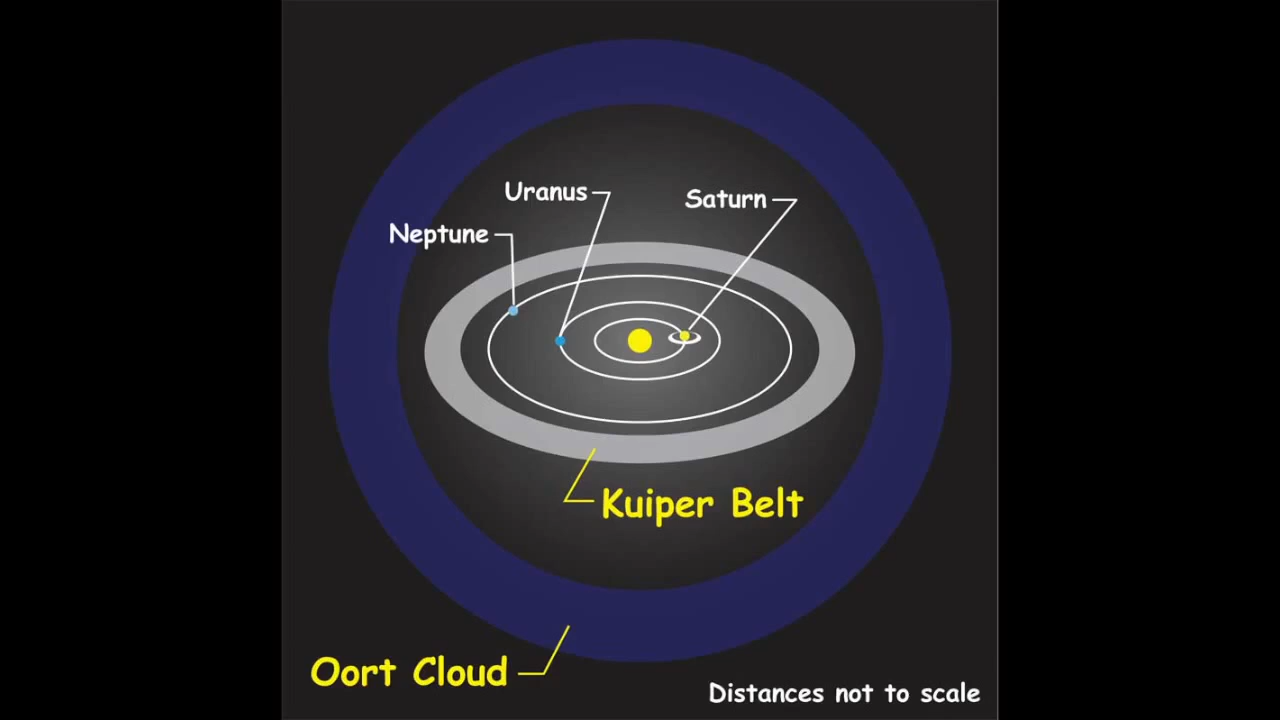 Uranus
Saturn
Neptune
Kuiper Belt
Oort Cloud
Distances not to scale